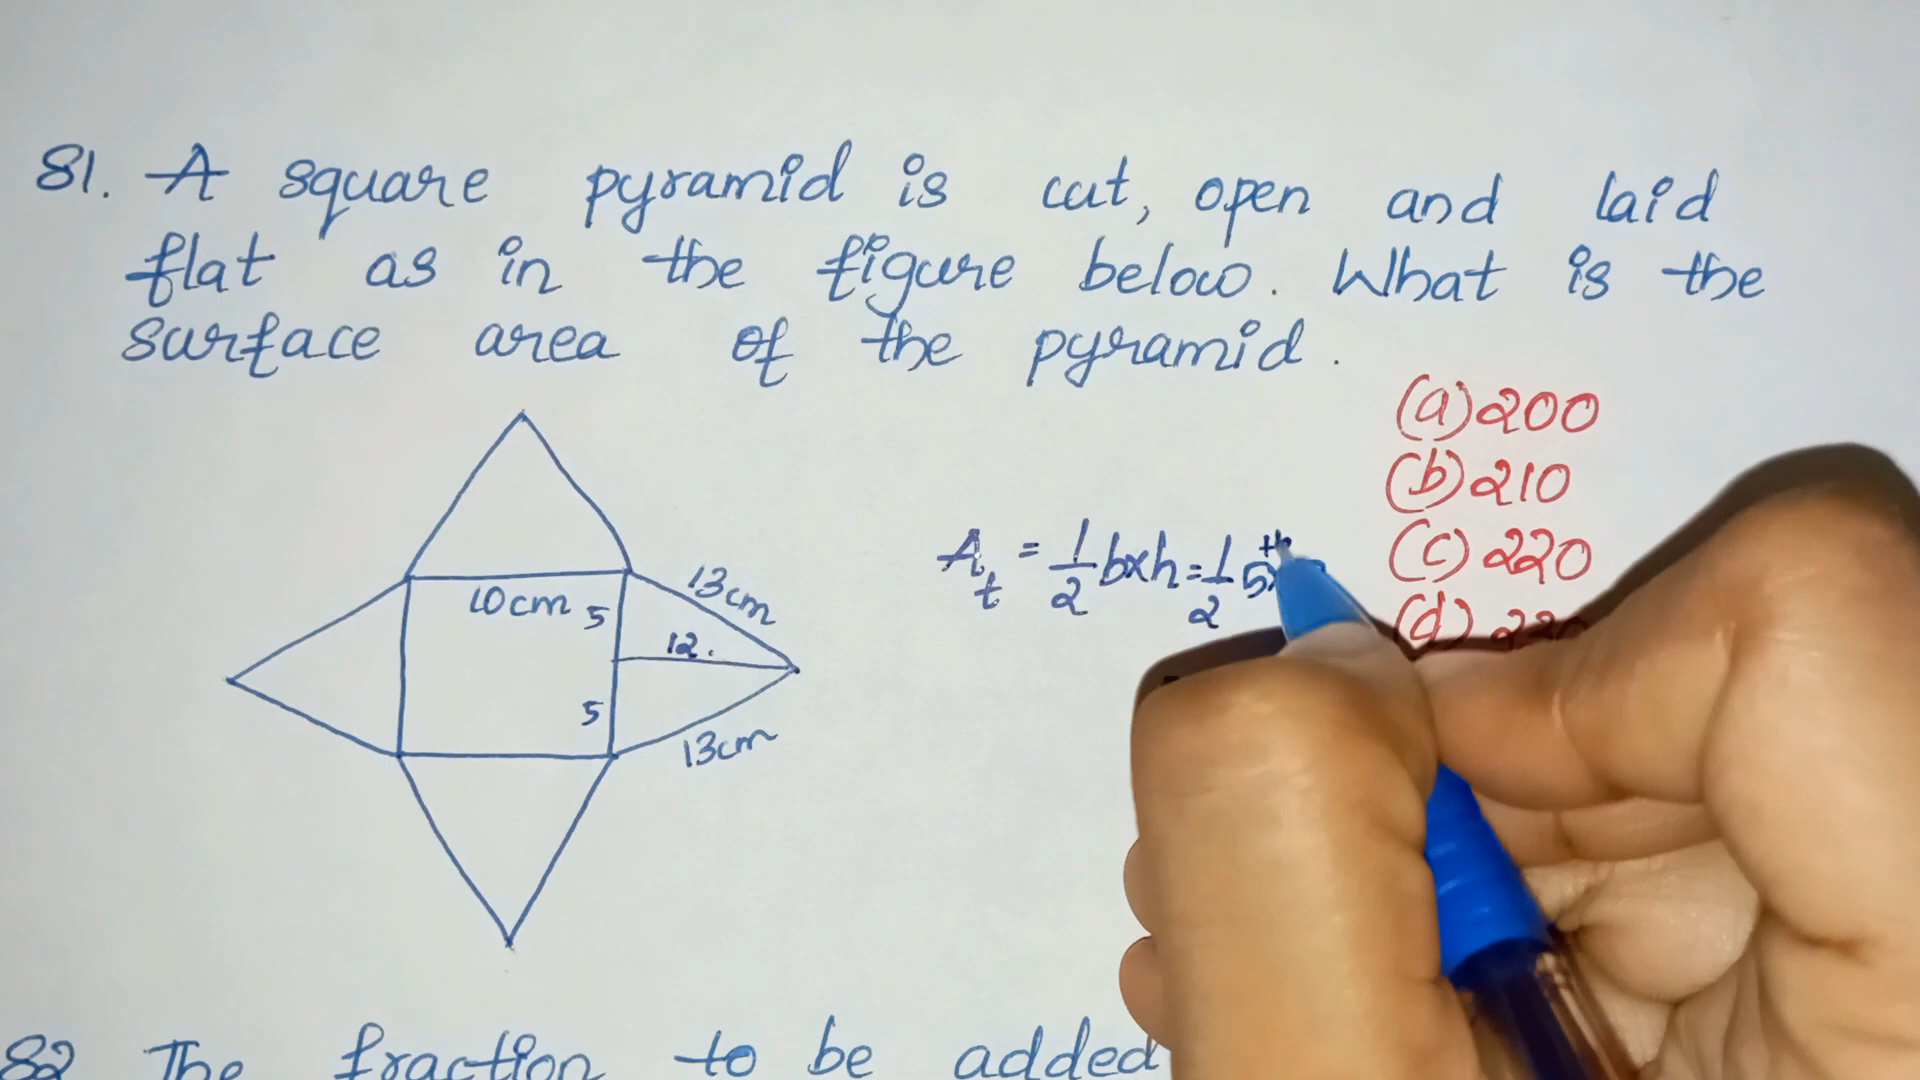 81. A square pyramid is cut, open and laid
flat as in the figure below. What is the
surface area of the pyramid.
(a) 200
(b) 210
(c) 220
(d)
A_t = 1/2 b×h = 1/2 5
10cm
5
13cm
12.
5
13cm
82 The fraction to be added